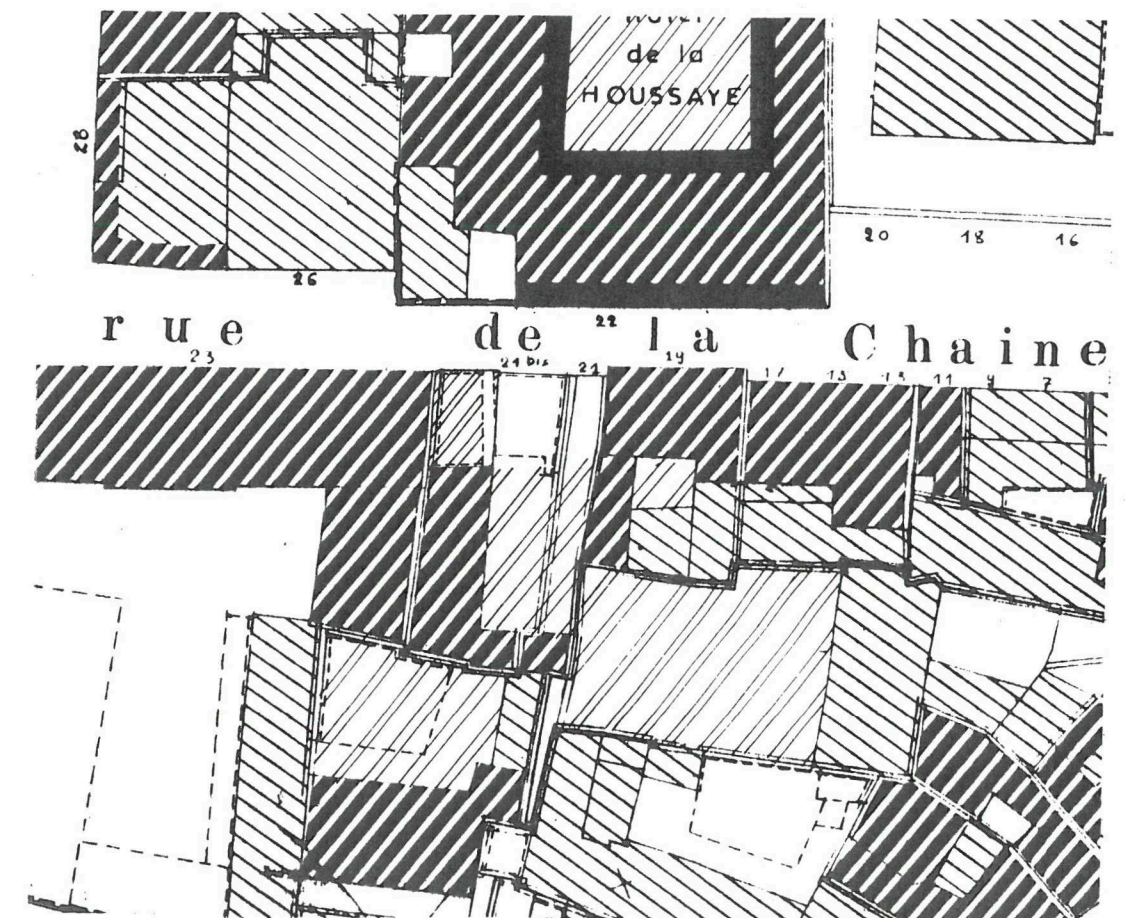 de la
HOUSSAYE
28
20 18 16
26
22
rue de la Chaine
23 21 bis 21 19 17 13 11 9 7